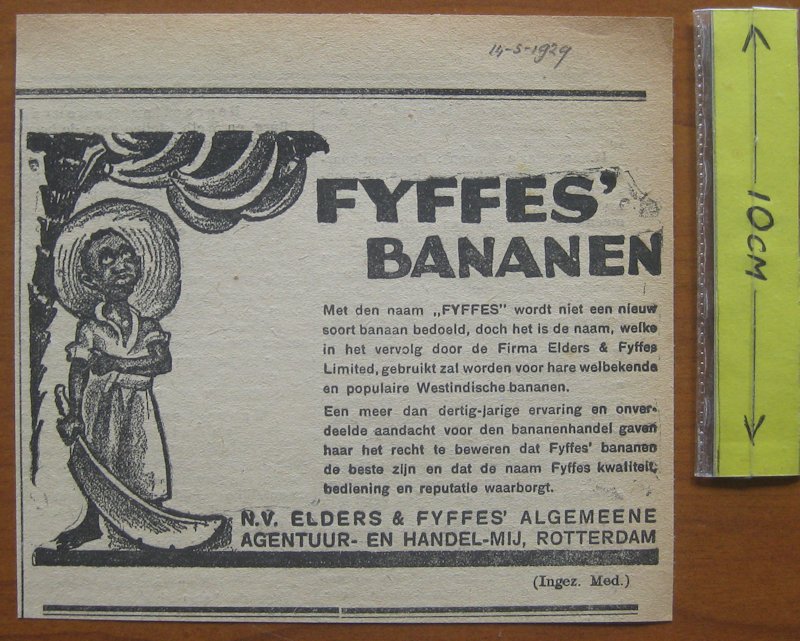 14-5-1929
FYFFES'
BANANEN
Met den naam „FYFFES” wordt niet een nieuw
soort banaan bedoeld, doch het is de naam, welke
in het vervolg door de Firma Elders & Fyffes
Limited, gebruikt zal worden voor hare welbekende
en populaire Westindische bananen.
Een meer dan dertig-jarige ervaring en onver-
deelde aandacht voor den bananenhandel gaven
haar het recht te beweren dat Fyffes' bananen
de beste zijn en dat de naam Fyffes kwaliteit,
bediening en reputatie waarborgt.
N.V. ELDERS & FYFFES' ALGEMEENE
AGENTUUR- EN HANDEL-MIJ, ROTTERDAM
(Ingez. Med.)
10CM